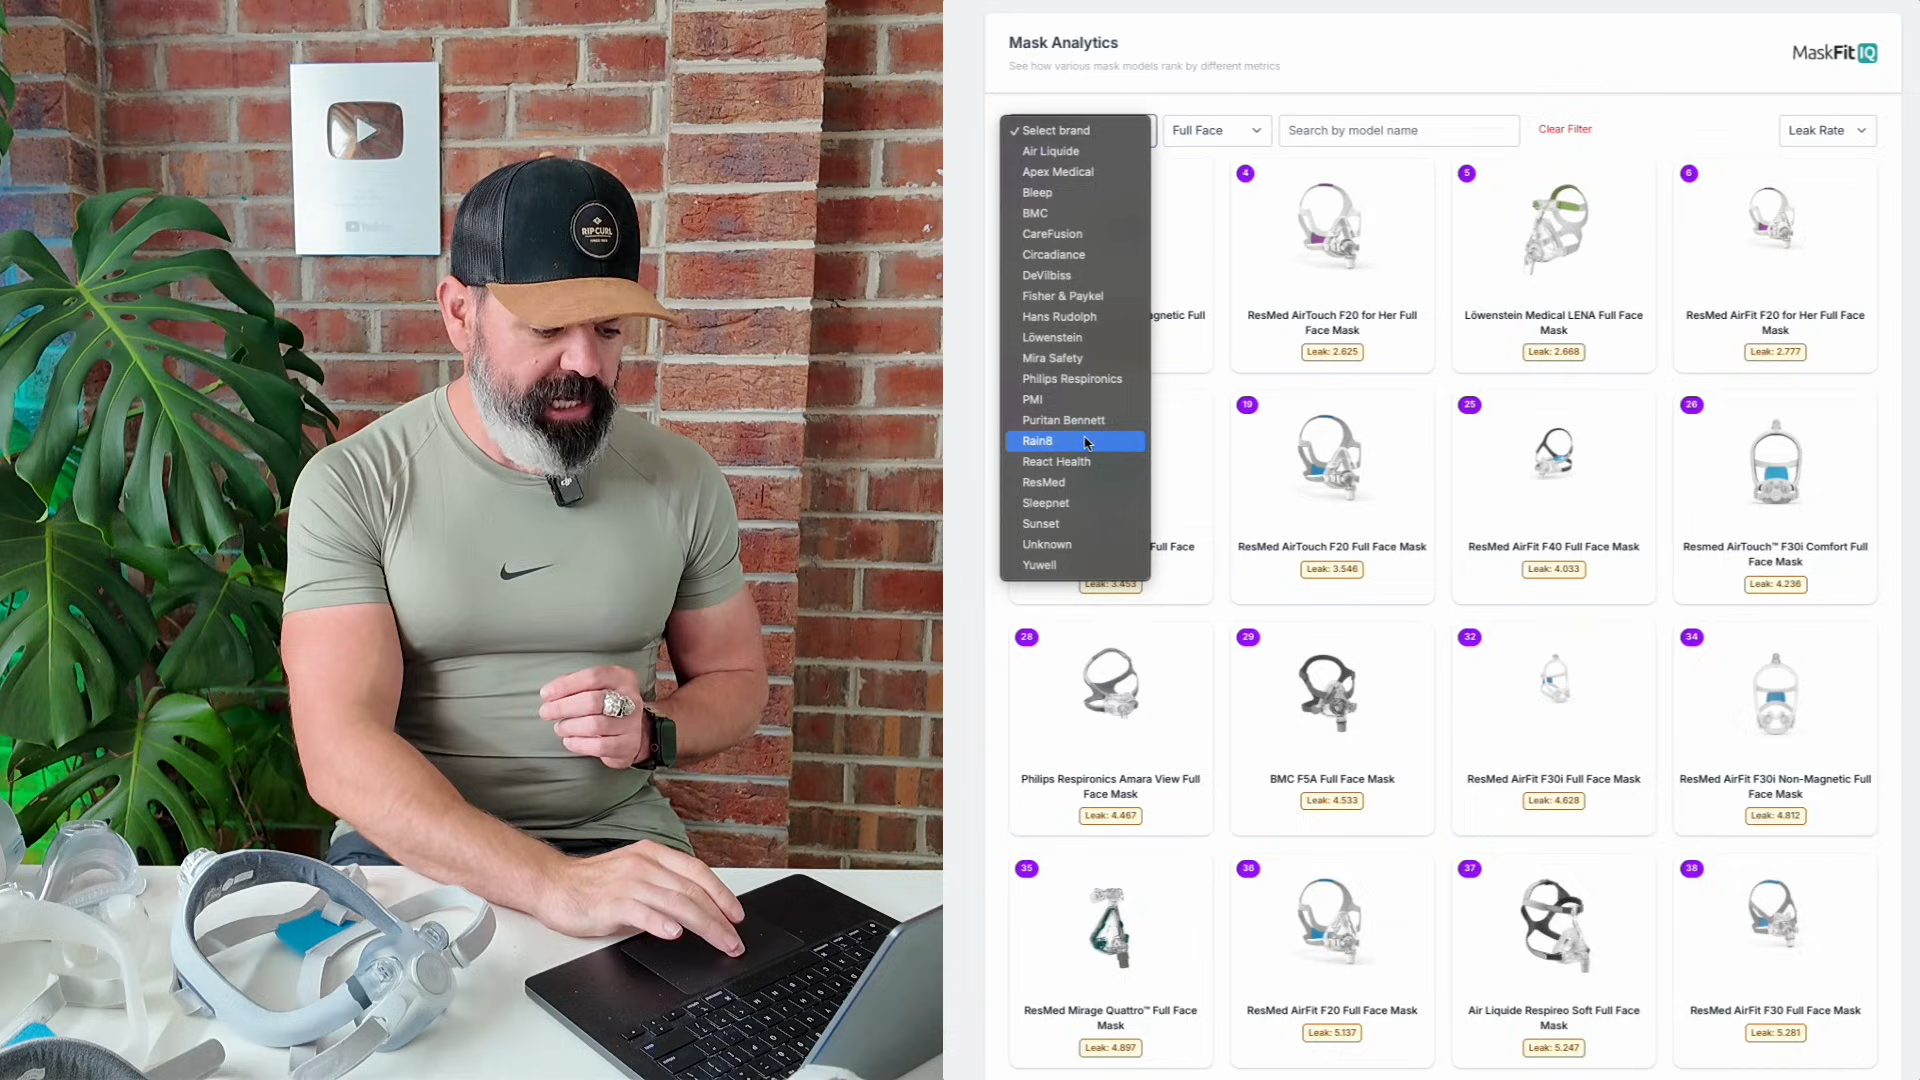 Mask Analytics
See how various mask models rank by different metrics
MaskFit IQ
✓ Select brand
Air Liquide
Apex Medical
Bleep
BMC
CareFusion
Circadiance
DeVilbiss
Fisher & Paykel
Hans Rudolph
Löwenstein
Mira Safety
Philips Respironics
PMI
Puritan Bennett
Rain8
React Health
ResMed
Sleepnet
Sunset
Unknown
Yuwell
Full Face
Search by model name
Clear Filter
Leak Rate
agnetic Full
4
ResMed AirTouch F20 for Her Full
Face Mask
Leak: 2.625
5
Löwenstein Medical LENA Full Face
Mask
Leak: 2.668
6
ResMed AirFit F20 for Her Full Face
Mask
Leak: 2.777
Full Face
Leak: 3.453
19
ResMed AirTouch F20 Full Face Mask
Leak: 3.546
25
ResMed AirFit F40 Full Face Mask
Leak: 4.033
26
Resmed AirTouch™ F30i Comfort Full
Face Mask
Leak: 4.236
28
Philips Respironics Amara View Full
Face Mask
Leak: 4.467
29
BMC F5A Full Face Mask
Leak: 4.533
32
ResMed AirFit F30i Full Face Mask
Leak: 4.628
34
ResMed AirFit F30i Non-Magnetic Full
Face Mask
Leak: 4.812
35
ResMed Mirage Quattro™ Full Face
Mask
Leak: 4.897
36
ResMed AirFit F20 Full Face Mask
Leak: 5.137
37
Air Liquide Respireo Soft Full Face
Mask
Leak: 5.247
38
ResMed AirFit F30 Full Face Mask
Leak: 5.281
RIP CURL
YouTube
dji